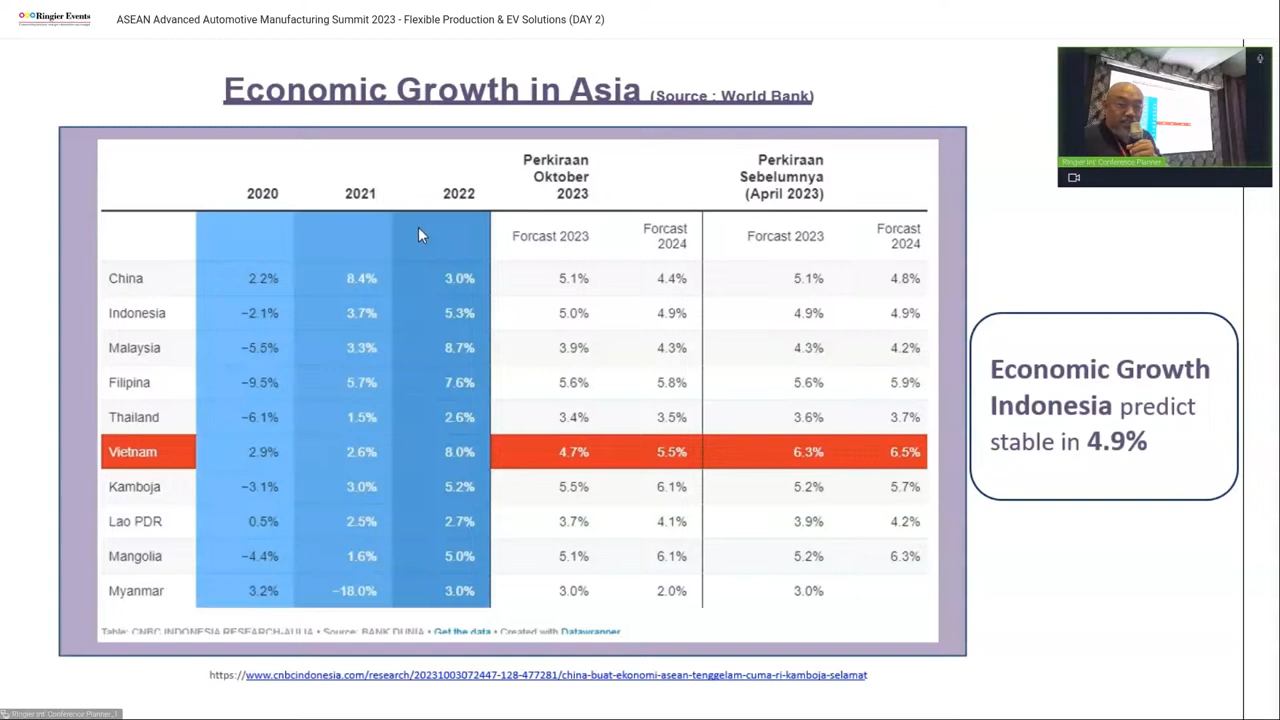 Ringier Events
ASEAN Advanced Automotive Manufacturing Summit 2023 - Flexible Production & EV Solutions (DAY 2)
Economic Growth in Asia (Source : World Bank)
2020 2021 2022 Perkiraan Oktober 2023 Perkiraan Sebelumnya (April 2023)
Forcast 2023 Forcast 2024 Forcast 2023 Forcast 2024
China 2.2% 8.4% 3.0% 5.1% 4.4% 5.1% 4.8%
Indonesia −2.1% 3.7% 5.3% 5.0% 4.9% 4.9% 4.9%
Malaysia −5.5% 3.3% 8.7% 3.9% 4.3% 4.3% 4.2%
Filipina −9.5% 5.7% 7.6% 5.6% 5.8% 5.6% 5.9%
Thailand −6.1% 1.5% 2.6% 3.4% 3.5% 3.6% 3.7%
Vietnam 2.9% 2.6% 8.0% 4.7% 5.5% 6.3% 6.5%
Kamboja −3.1% 3.0% 5.2% 5.5% 6.1% 5.2% 5.7%
Lao PDR 0.5% 2.5% 2.7% 3.7% 4.1% 3.9% 4.2%
Mangolia −4.4% 1.6% 5.0% 5.1% 6.1% 5.2% 6.3%
Myanmar 3.2% −18.0% 3.0% 3.0% 2.0% 3.0%
Table: CNBC INDONESIA RESEARCH-AULIA • Source: BANK DUNIA • Get the data • Created with Datawrapper
https://www.cnbcindonesia.com/research/20231003072447-128-477281/china-buat-ekonomi-asean-tenggelam-cuma-ri-kamboja-selamat
Economic Growth
Indonesia predict
stable in 4.9%
Ringier Int' Conference Planner
Ringier Int' Conference Planner_1